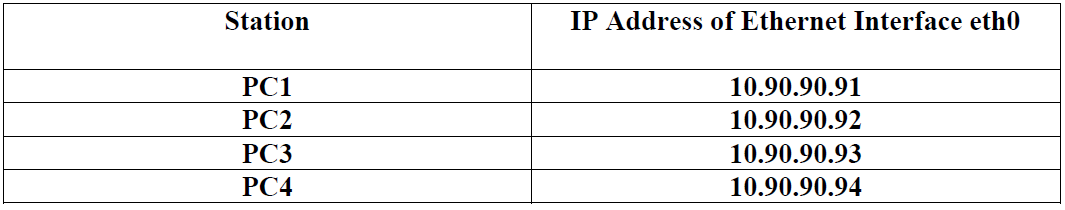 Station IP Address of Ethernet Interface eth0
PC1 10.90.90.91
PC2 10.90.90.92
PC3 10.90.90.93
PC4 10.90.90.94